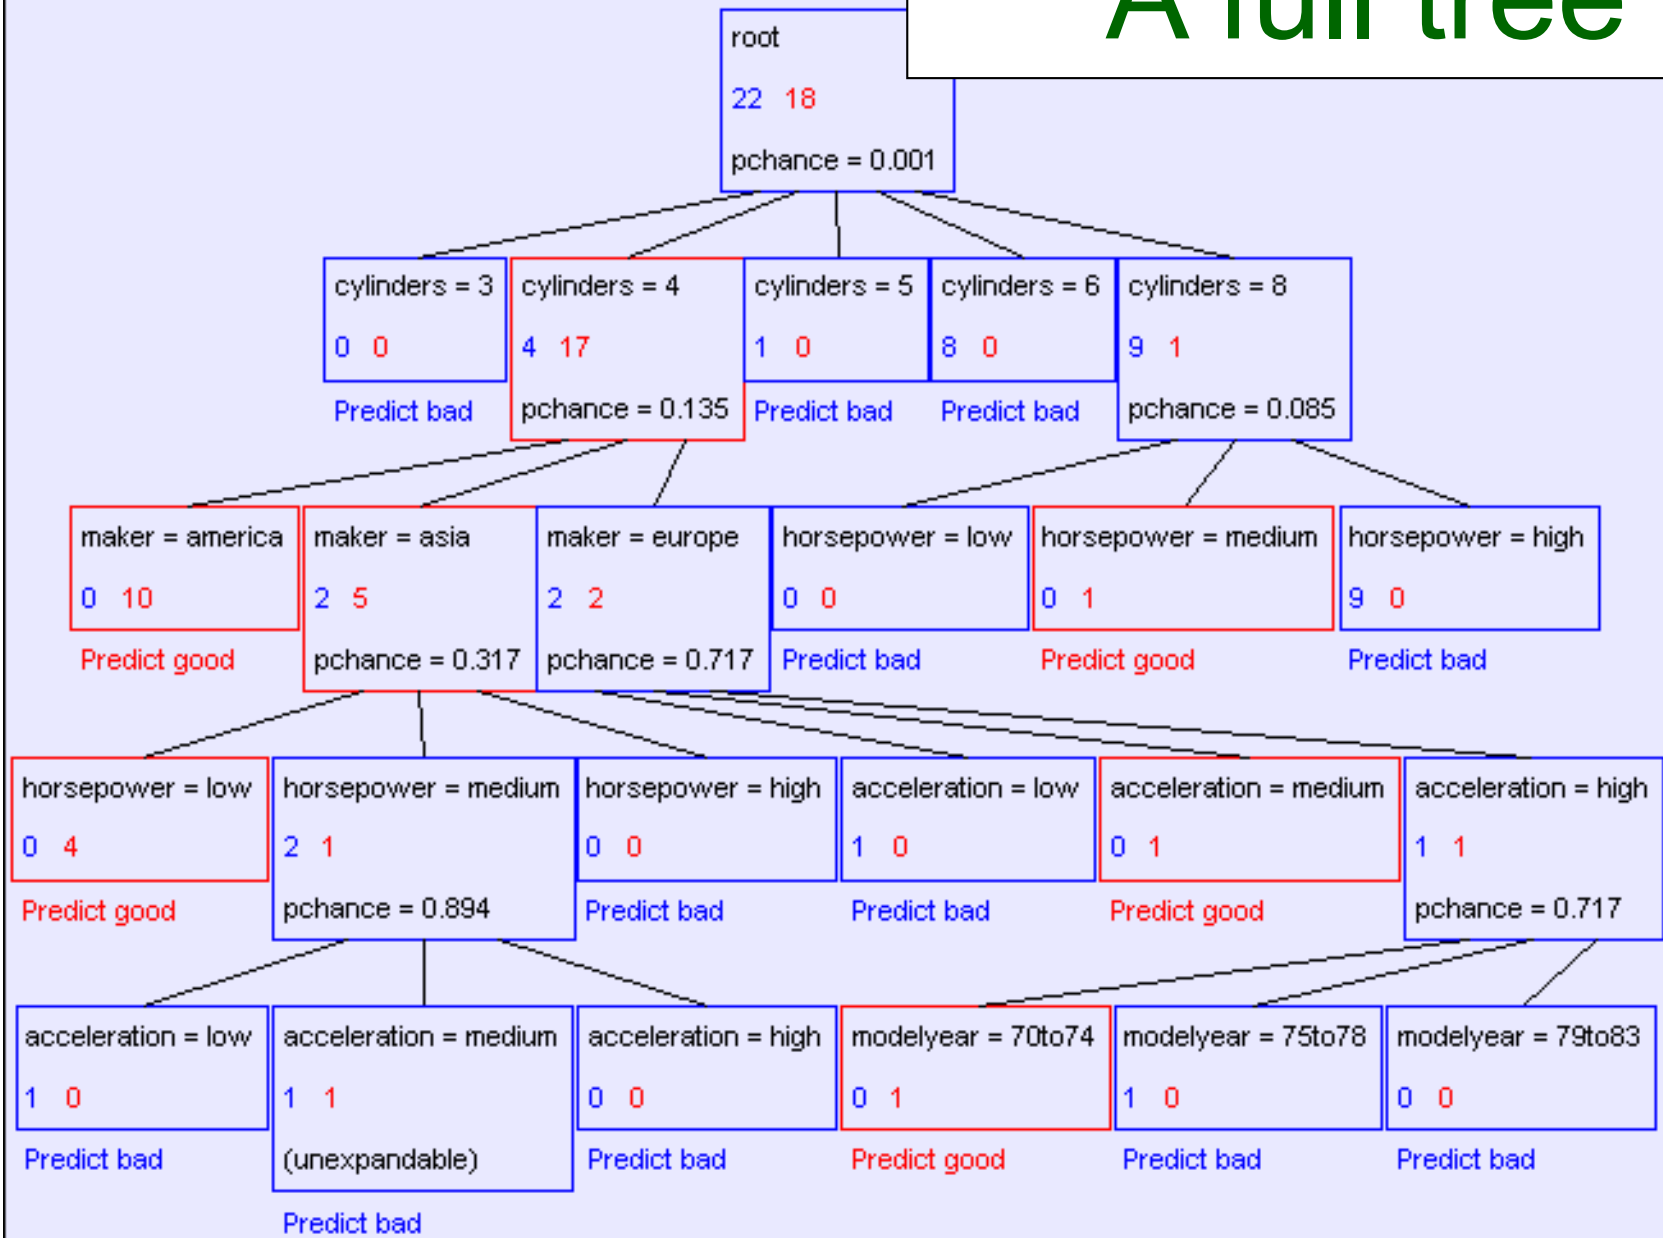 A full tree
root
22 18
pchance = 0.001
cylinders = 3
0 0
Predict bad
cylinders = 4
4 17
pchance = 0.135
cylinders = 5
1 0
Predict bad
cylinders = 6
8 0
Predict bad
cylinders = 8
9 1
pchance = 0.085
maker = america
0 10
Predict good
maker = asia
2 5
pchance = 0.317
maker = europe
2 2
pchance = 0.717
horsepower = low
0 0
Predict bad
horsepower = medium
0 1
Predict good
horsepower = high
9 0
Predict bad
horsepower = low
0 4
Predict good
horsepower = medium
2 1
pchance = 0.894
horsepower = high
0 0
Predict bad
acceleration = low
1 0
Predict bad
acceleration = medium
0 1
Predict good
acceleration = high
1 1
pchance = 0.717
acceleration = low
1 0
Predict bad
acceleration = medium
1 1
(unexpandable)
Predict bad
acceleration = high
0 0
Predict bad
modelyear = 70to74
0 1
Predict good
modelyear = 75to78
1 0
Predict bad
modelyear = 79to83
0 0
Predict bad